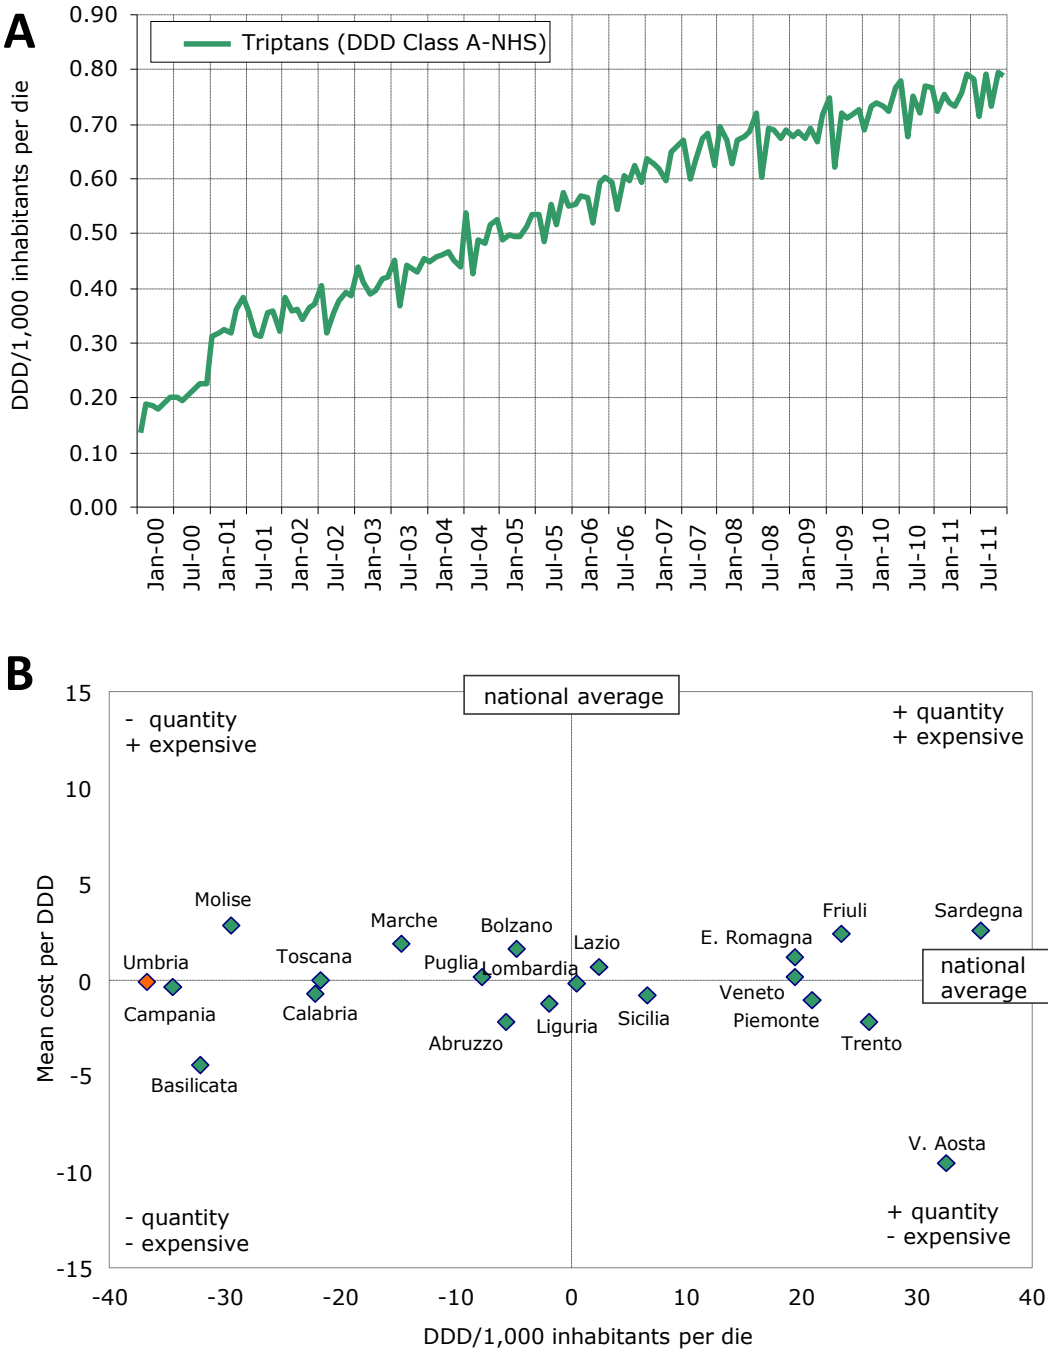 A
Triptans (DDD Class A-NHS)
DDD/1,000 inhabitants per die
0.90
0.80
0.70
0.60
0.50
0.40
0.30
0.20
0.10
0.00
Jan-00
Jul-00
Jan-01
Jul-01
Jan-02
Jul-02
Jan-03
Jul-03
Jan-04
Jul-04
Jan-05
Jul-05
Jan-06
Jul-06
Jan-07
Jul-07
Jan-08
Jul-08
Jan-09
Jul-09
Jan-10
Jul-10
Jan-11
Jul-11
B
national average
- quantity
+ expensive
+ quantity
+ expensive
Mean cost per DDD
15
10
5
0
-5
-10
-15
Molise
Marche
Bolzano
Friuli
Sardegna
Umbria
Toscana
Puglia
Lombardia
Lazio
E. Romagna
national
average
Campania
Calabria
Abruzzo
Liguria
Sicilia
Veneto
Piemonte
Trento
Basilicata
V. Aosta
- quantity
- expensive
+ quantity
- expensive
-40
-30
-20
-10
0
10
20
30
40
DDD/1,000 inhabitants per die